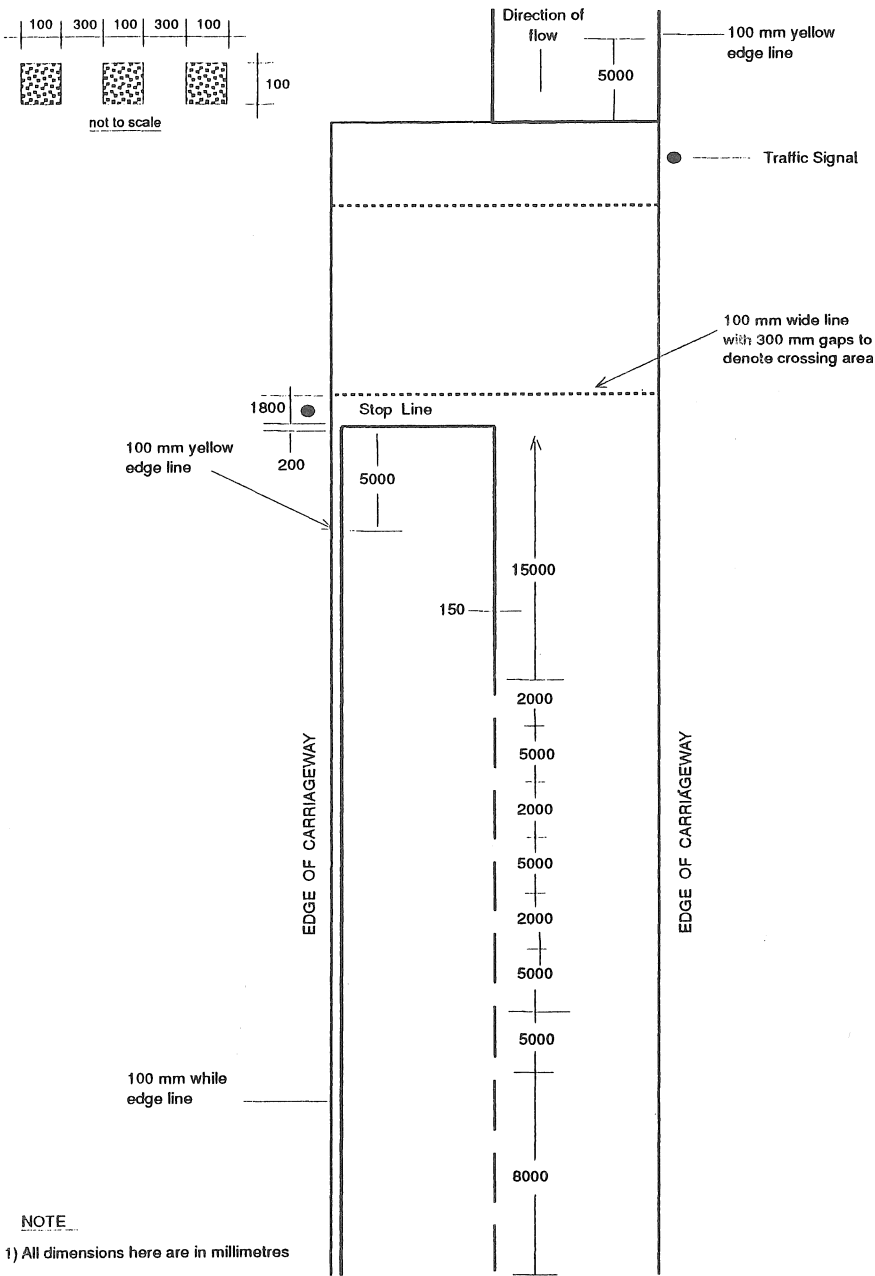 100 300 100 300 100
100
not to scale
Direction of
flow
5000
100 mm yellow
edge line
Traffic Signal
100 mm wide line
with 300 mm gaps to
denote crossing area
1800
Stop Line
200
100 mm yellow
edge line
5000
15000
150
2000
5000
2000
5000
2000
5000
5000
8000
EDGE OF CARRIAGEWAY
EDGE OF CARRIAGEWAY
100 mm while
edge line
NOTE
1) All dimensions here are in millimetres